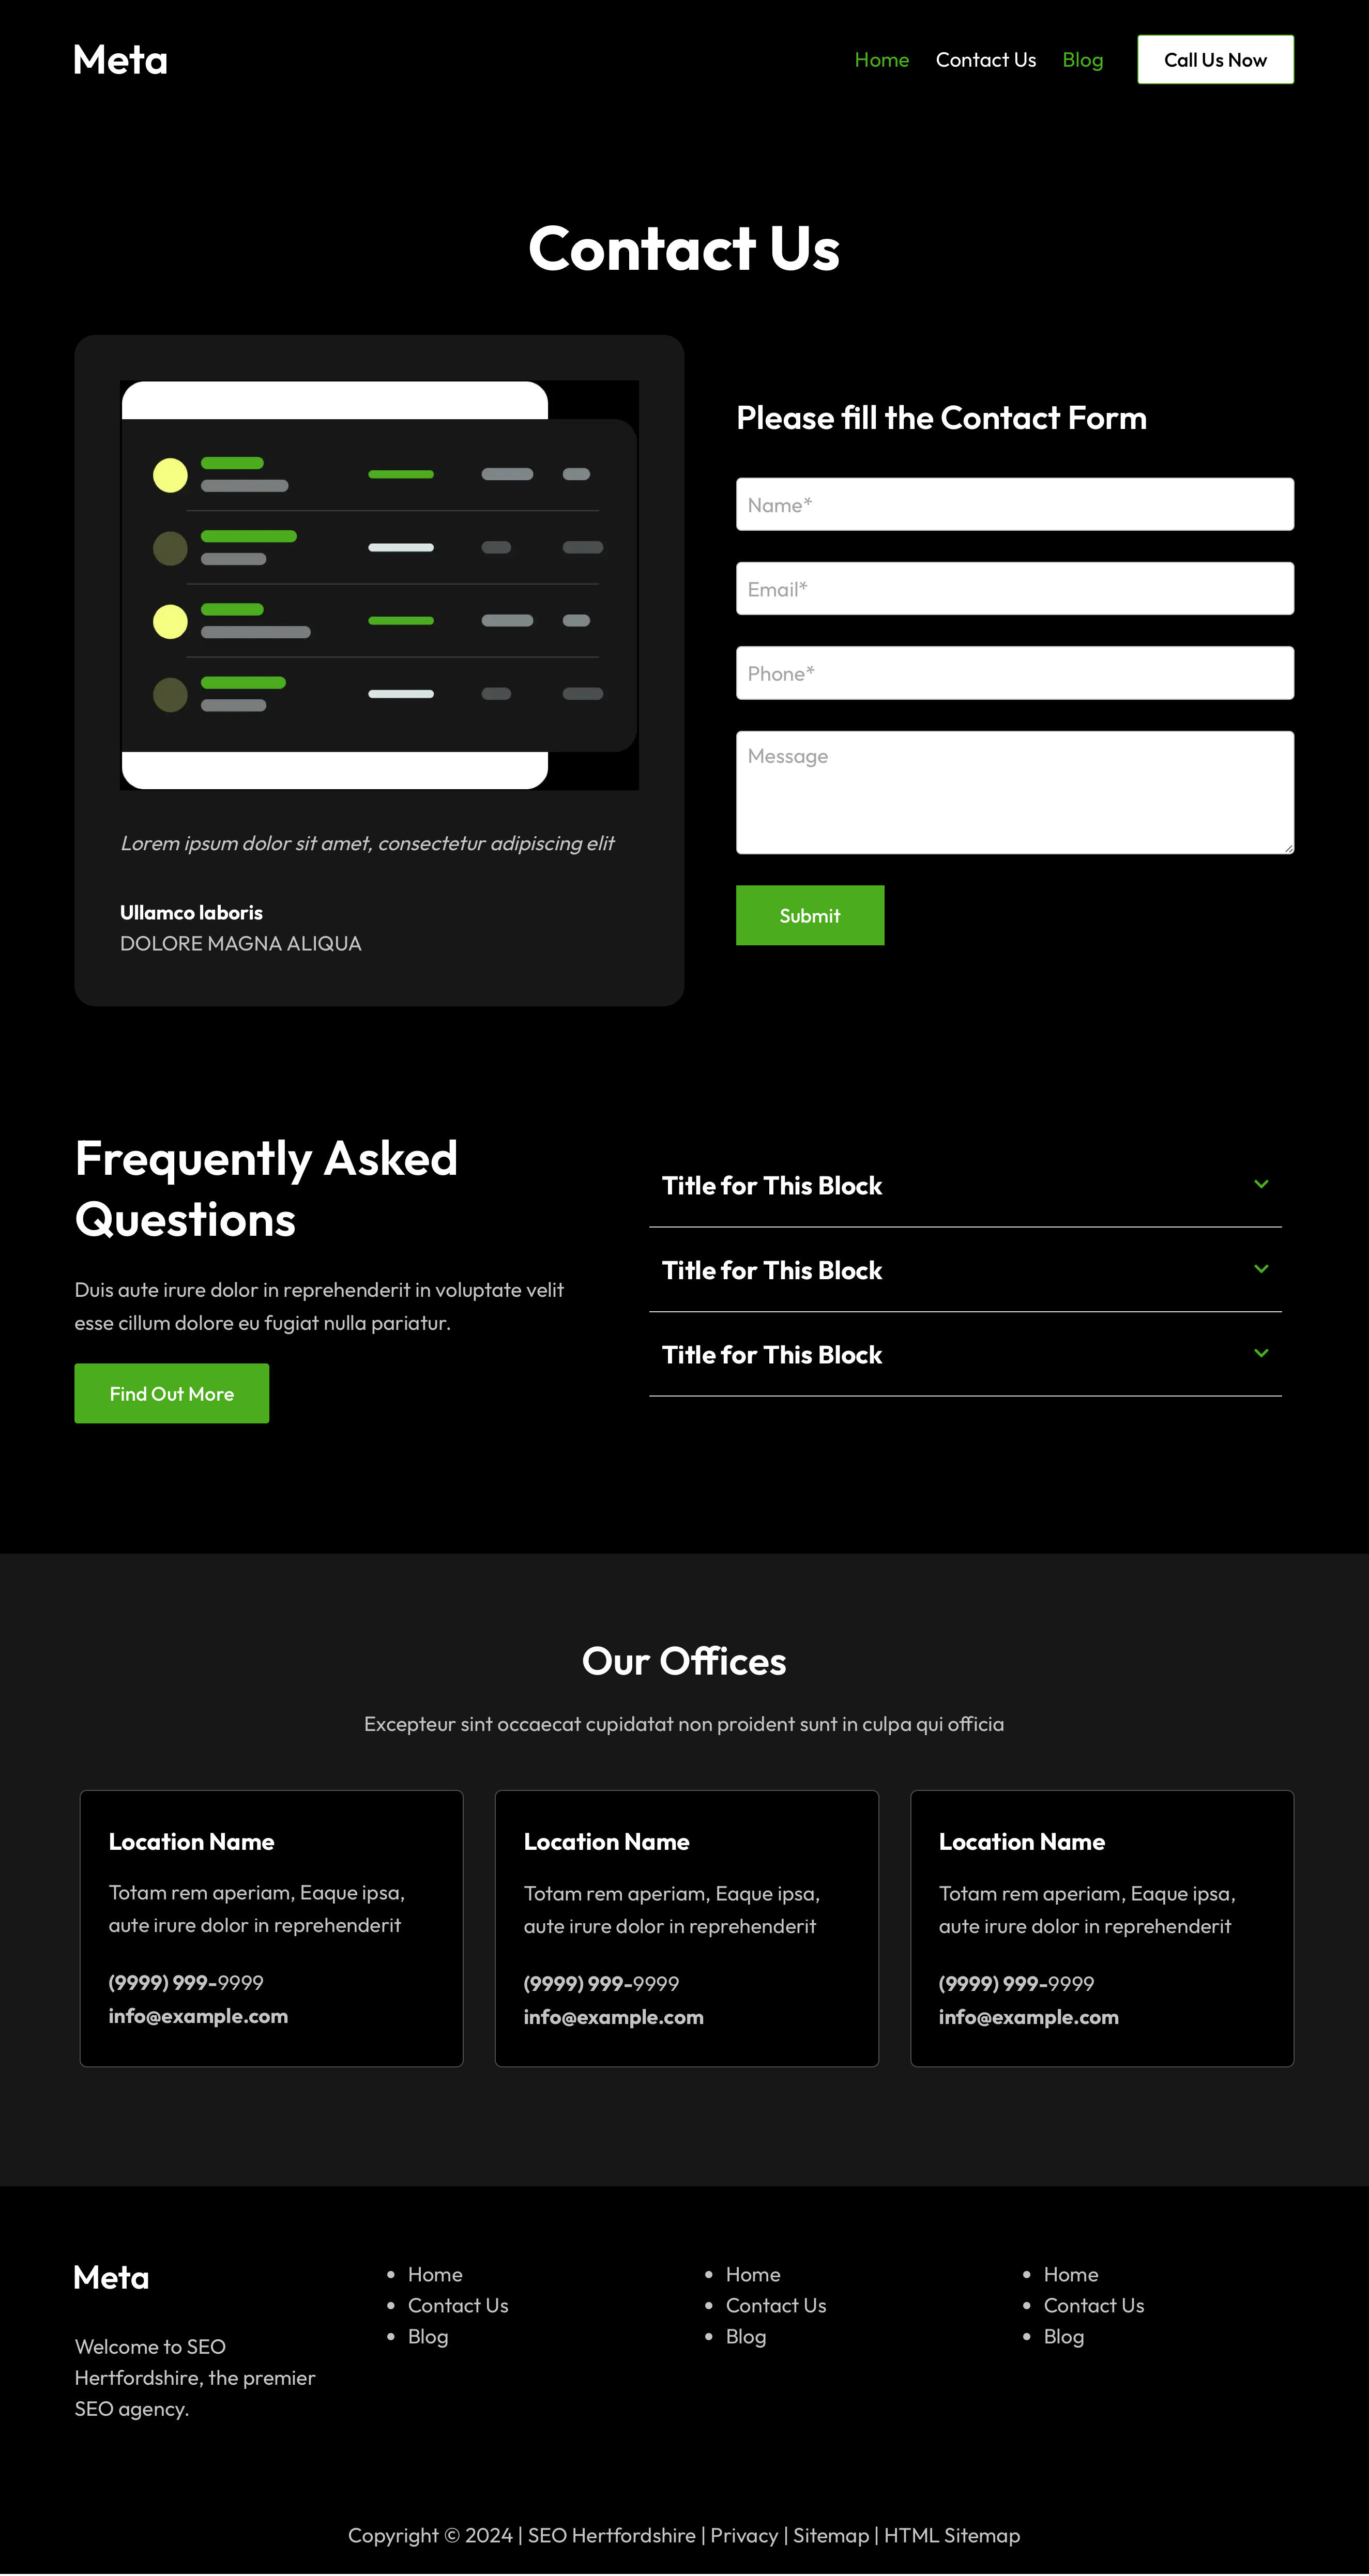 Meta
Home Contact Us Blog Call Us Now
Contact Us
Lorem ipsum dolor sit amet, consectetur adipiscing elit
Ullamco laboris
DOLORE MAGNA ALIQUA
Please fill the Contact Form
Name*
Email*
Phone*
Message
Submit
Frequently Asked
Questions
Duis aute irure dolor in reprehenderit in voluptate velit
esse cillum dolore eu fugiat nulla pariatur.
Find Out More
Title for This Block
Title for This Block
Title for This Block
Our Offices
Excepteur sint occaecat cupidatat non proident sunt in culpa qui officia
Location Name
Totam rem aperiam, Eaque ipsa,
aute irure dolor in reprehenderit
(9999) 999-9999
info@example.com
Location Name
Totam rem aperiam, Eaque ipsa,
aute irure dolor in reprehenderit
(9999) 999-9999
info@example.com
Location Name
Totam rem aperiam, Eaque ipsa,
aute irure dolor in reprehenderit
(9999) 999-9999
info@example.com
Meta
Welcome to SEO
Hertfordshire, the premier
SEO agency.
Home
Contact Us
Blog
Home
Contact Us
Blog
Home
Contact Us
Blog
Copyright © 2024 | SEO Hertfordshire | Privacy | Sitemap | HTML Sitemap